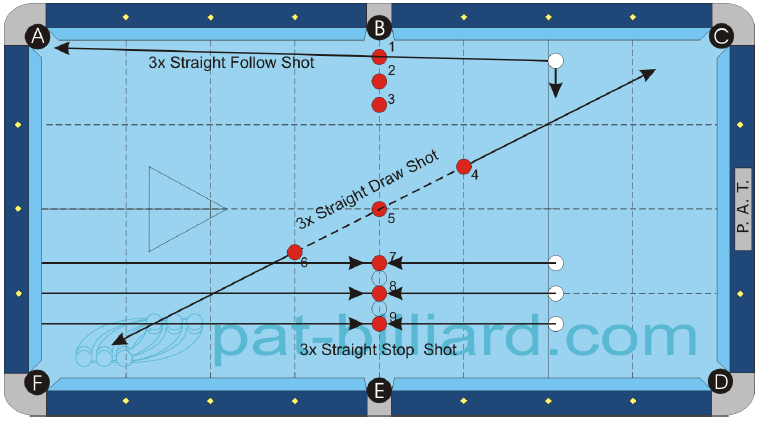 A
B
C
1
3x Straight Follow Shot
2
3
3x Straight Draw Shot
4
P. A. T.
5
6
7
8
9
pat-billiard.com
3x Straight Stop Shot
F
E
D